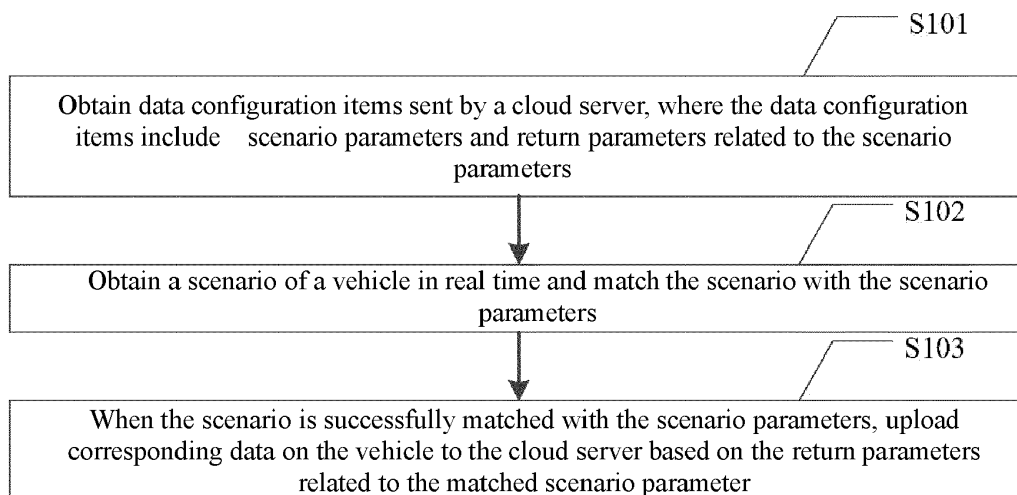 S101
Obtain data configuration items sent by a cloud server, where the data configuration
items include scenario parameters and return parameters related to the scenario
parameters
S102
Obtain a scenario of a vehicle in real time and match the scenario with the scenario
parameters
S103
When the scenario is successfully matched with the scenario parameters, upload
corresponding data on the vehicle to the cloud server based on the return parameters
related to the matched scenario parameter